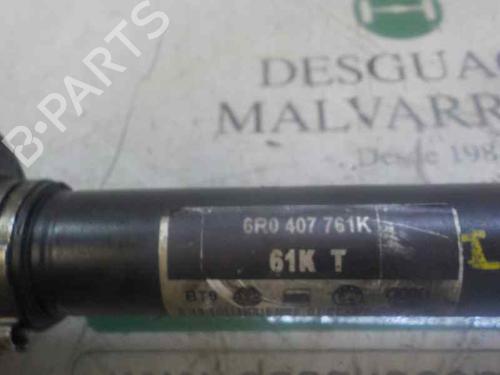 B-PARTS
DESGUAC
MALVARR
Desde 198
6R0 407 761K
61K T
BT9